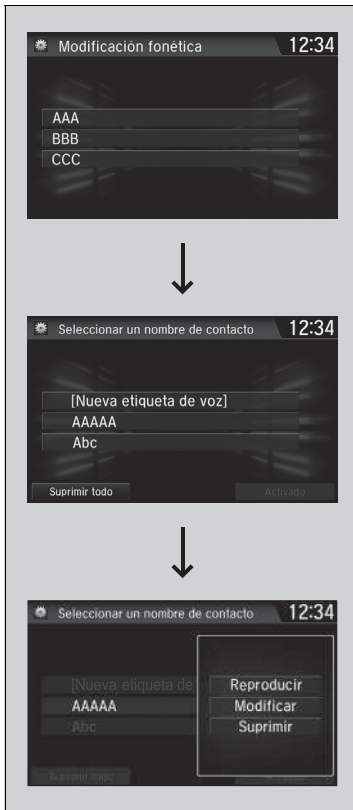 Modificación fonética 12:34
AAA
BBB
CCC
Seleccionar un nombre de contacto 12:34
[Nueva etiqueta de voz]
AAAAA
Abc
Suprimir todo Activado
Seleccionar un nombre de contacto 12:34
[Nueva etiqueta de
Reproducir
AAAAA
Modificar
Abc
Suprimir
Suprimir todo